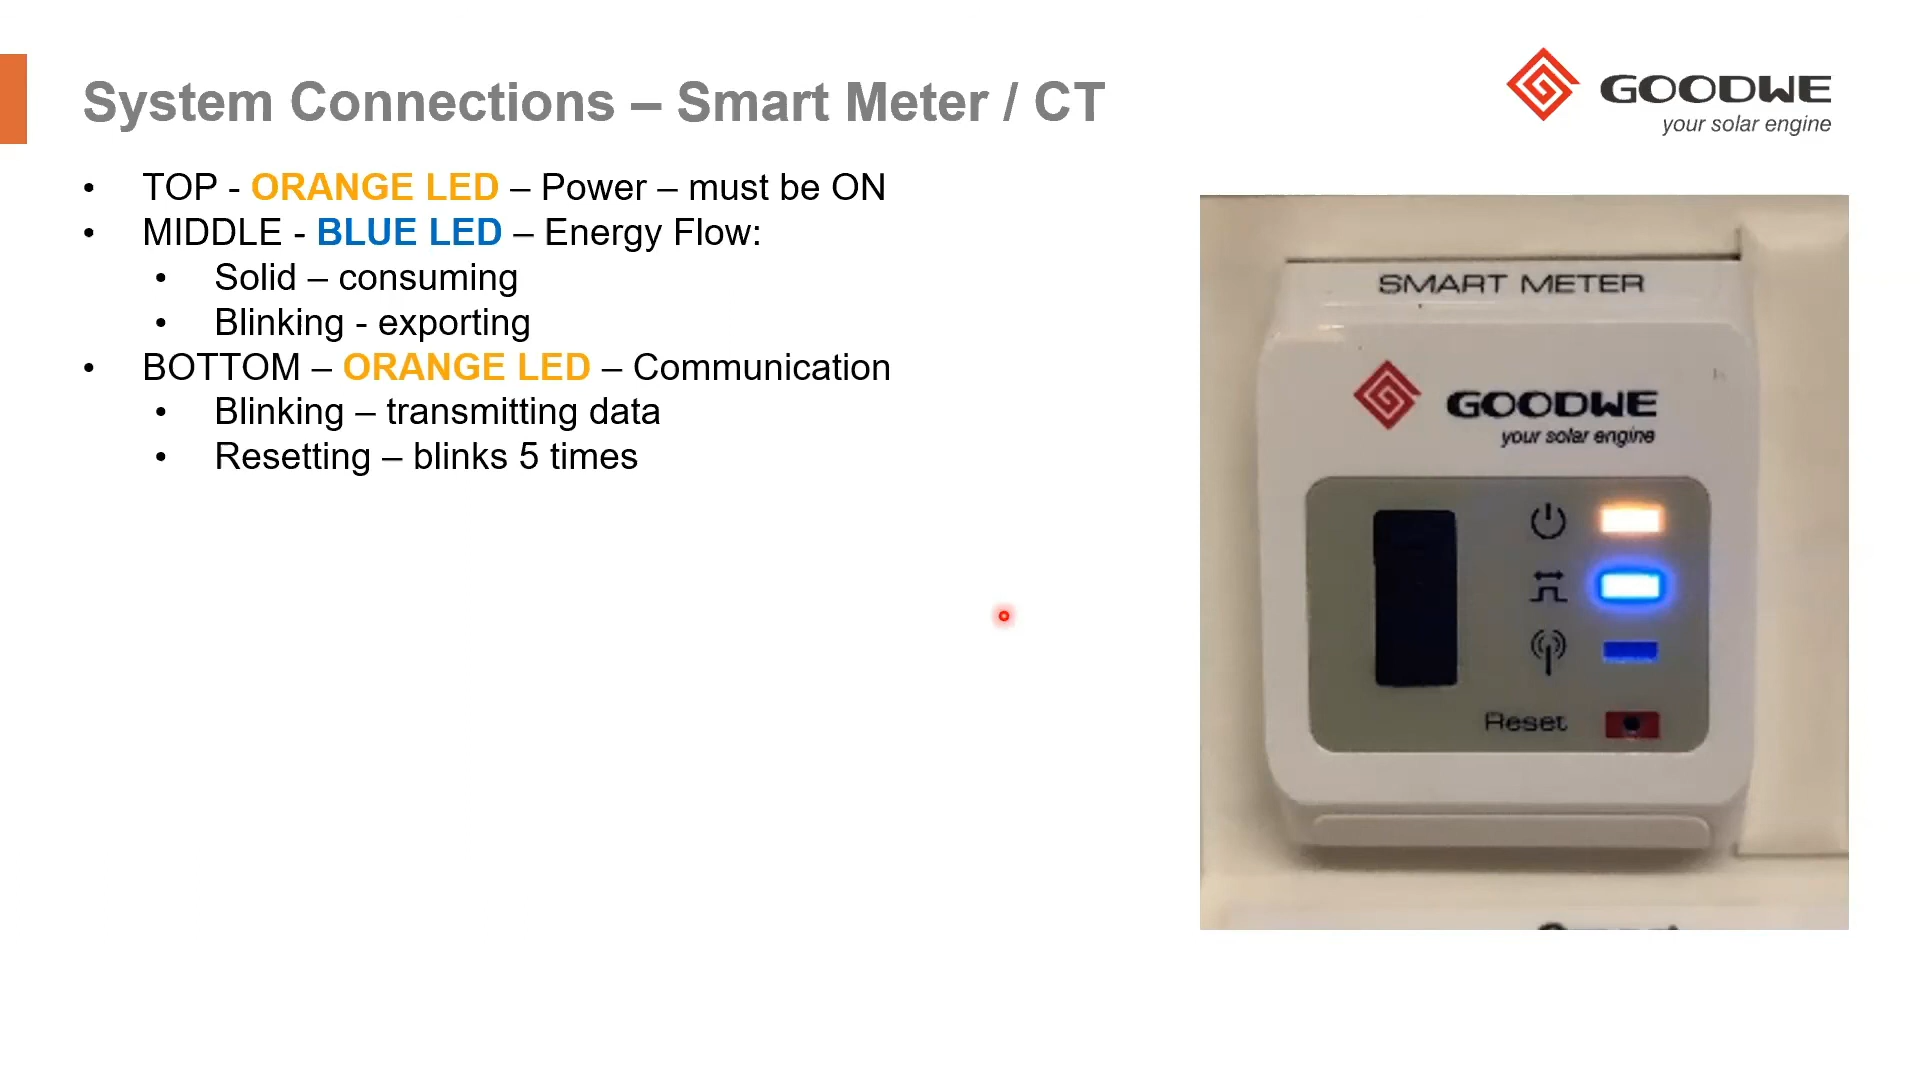 System Connections – Smart Meter / CT
GOODWE
your solar engine
• TOP - ORANGE LED – Power – must be ON
• MIDDLE - BLUE LED – Energy Flow:
• Solid – consuming
• Blinking - exporting
• BOTTOM – ORANGE LED – Communication
• Blinking – transmitting data
• Resetting – blinks 5 times
SMART METER
GOODWE
your solar engine
Reset